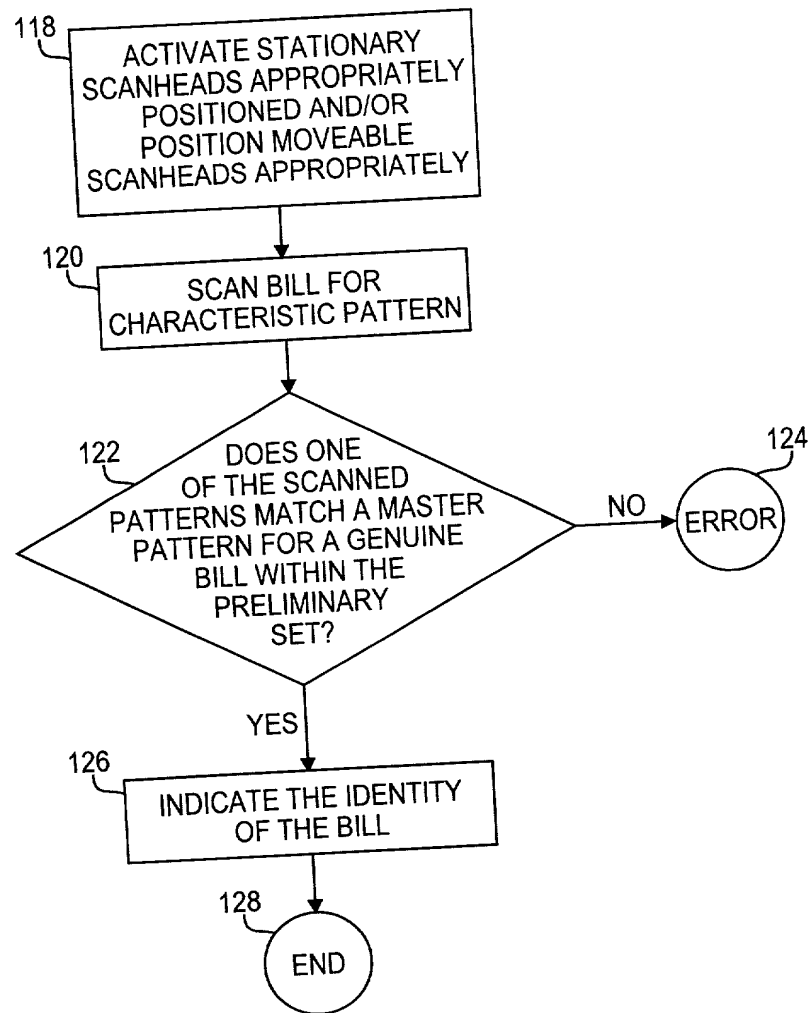 118
ACTIVATE STATIONARY
SCANHEADS APPROPRIATELY
POSITIONED AND/OR
POSITION MOVEABLE
SCANHEADS APPROPRIATELY
120
SCAN BILL FOR
CHARACTERISTIC PATTERN
122
DOES ONE
OF THE SCANNED
PATTERNS MATCH A MASTER
PATTERN FOR A GENUINE
BILL WITHIN THE
PRELIMINARY
SET?
NO
124
ERROR
YES
126
INDICATE THE IDENTITY
OF THE BILL
128
END